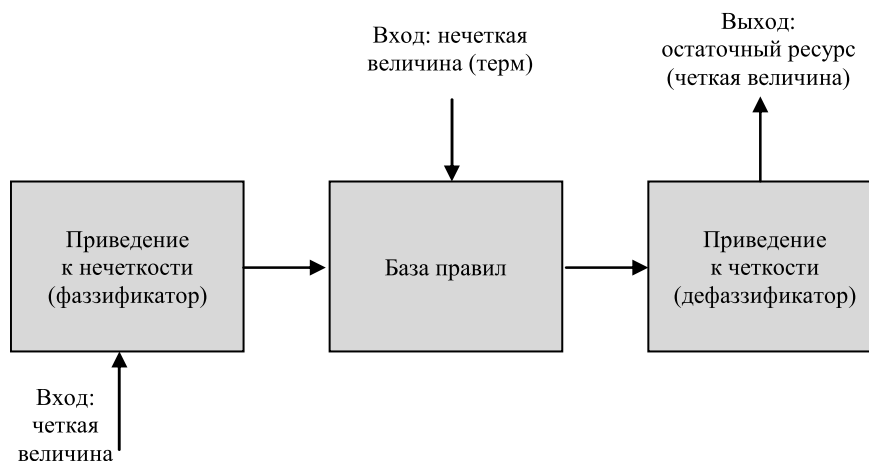 Вход: нечеткая
величина (терм)
Выход:
остаточный ресурс
(четкая величина)
Приведение
к нечеткости
(фаззификатор)
База правил
Приведение
к четкости
(дефаззификатор)
Вход:
четкая
величина